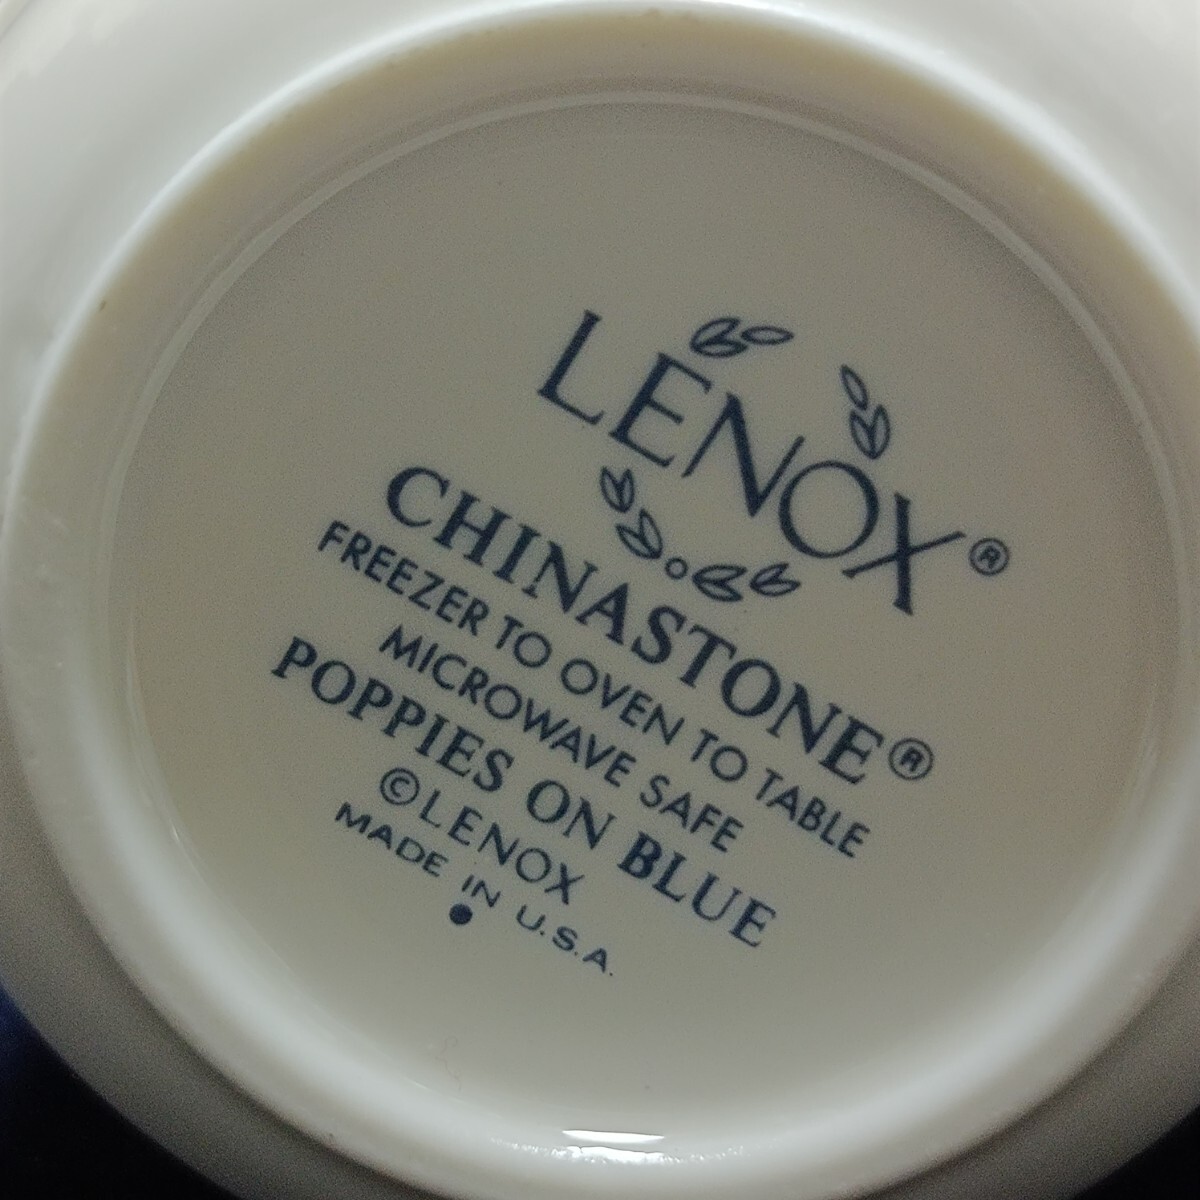 LENOX®
CHINASTONE®
FREEZER TO OVEN TO TABLE
MICROWAVE SAFE
POPPIES ON BLUE
©LENOX
MADE IN U.S.A.